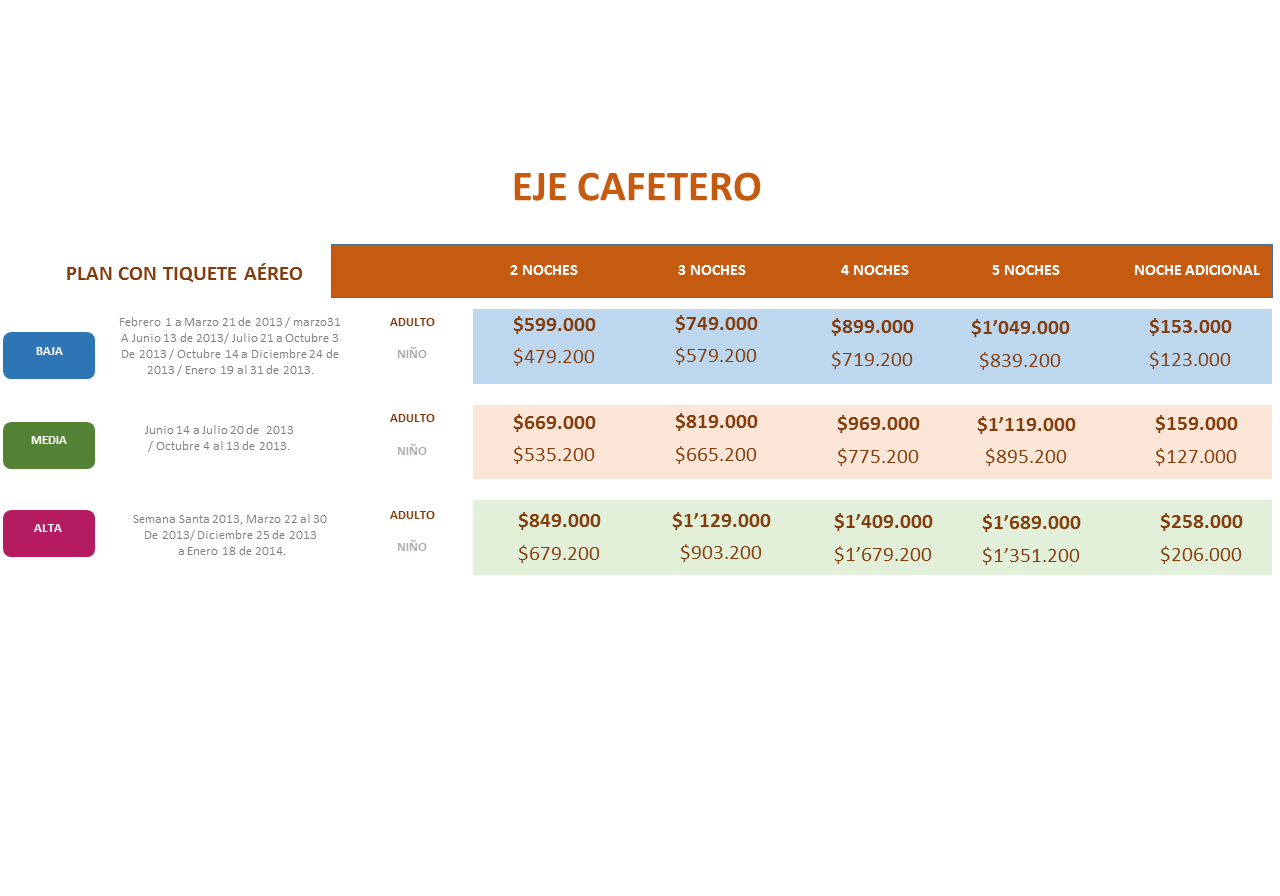 EJE CAFETERO
PLAN CON TIQUETE AÉREO
2 NOCHES 3 NOCHES 4 NOCHES 5 NOCHES NOCHE ADICIONAL
BAJA
Febrero 1 a Marzo 21 de 2013 / marzo31
A Junio 13 de 2013/ Julio 21 a Octubre 3
De 2013 / Octubre 14 a Diciembre 24 de
2013 / Enero 19 al 31 de 2013.
ADULTO $599.000 $749.000 $899.000 $1’049.000 $153.000
NIÑO $479.200 $579.200 $719.200 $839.200 $123.000
MEDIA
Junio 14 a Julio 20 de 2013
/ Octubre 4 al 13 de 2013.
ADULTO $669.000 $819.000 $969.000 $1’119.000 $159.000
NIÑO $535.200 $665.200 $775.200 $895.200 $127.000
ALTA
Semana Santa 2013, Marzo 22 al 30
De 2013/ Diciembre 25 de 2013
a Enero 18 de 2014.
ADULTO $849.000 $1’129.000 $1’409.000 $1’689.000 $258.000
NIÑO $679.200 $903.200 $1’679.200 $1’351.200 $206.000